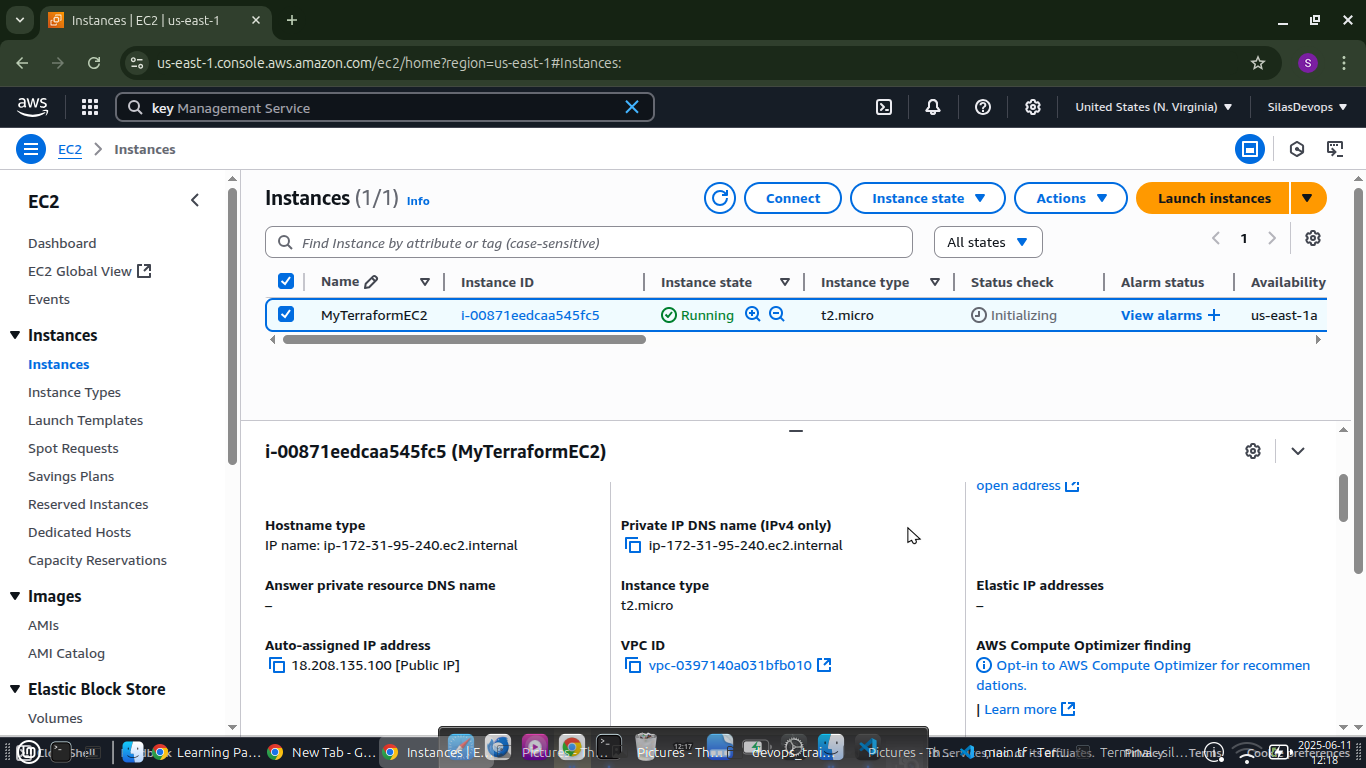 Instances | EC2 | us-east-1
us-east-1.console.aws.amazon.com/ec2/home?region=us-east-1#Instances:
S
aws
key Management Service
United States (N. Virginia)
SilasDevops
EC2
Instances
EC2
Dashboard
EC2 Global View
Events
Instances
Instances
Instance Types
Launch Templates
Spot Requests
Savings Plans
Reserved Instances
Dedicated Hosts
Capacity Reservations
Images
AMIs
AMI Catalog
Elastic Block Store
Volumes
Instances (1/1) Info
Connect
Instance state
Actions
Launch instances
Find Instance by attribute or tag (case-sensitive)
All states
1
Name Instance ID Instance state Instance type Status check Alarm status Availability
MyTerraformEC2 i-00871eedcaa545fc5 Running t2.micro Initializing View alarms + us-east-1a
i-00871eedcaa545fc5 (MyTerraformEC2)
open address
Hostname type
IP name: ip-172-31-95-240.ec2.internal
Private IP DNS name (IPv4 only)
ip-172-31-95-240.ec2.internal
Answer private resource DNS name
–
Instance type
t2.micro
Elastic IP addresses
–
Auto-assigned IP address
18.208.135.100 [Public IP]
VPC ID
vpc-0397140a031bfb010
AWS Compute Optimizer finding
Opt-in to AWS Compute Optimizer for recommen
dations.
| Learn more
Learning Pa...
New Tab - G...
Instances | E...
Pictures - Th...
12:17
Pictures - Th...
devops_trai...
Pictures - Th...
main.tf - Terr...
2025-06-11
12:18